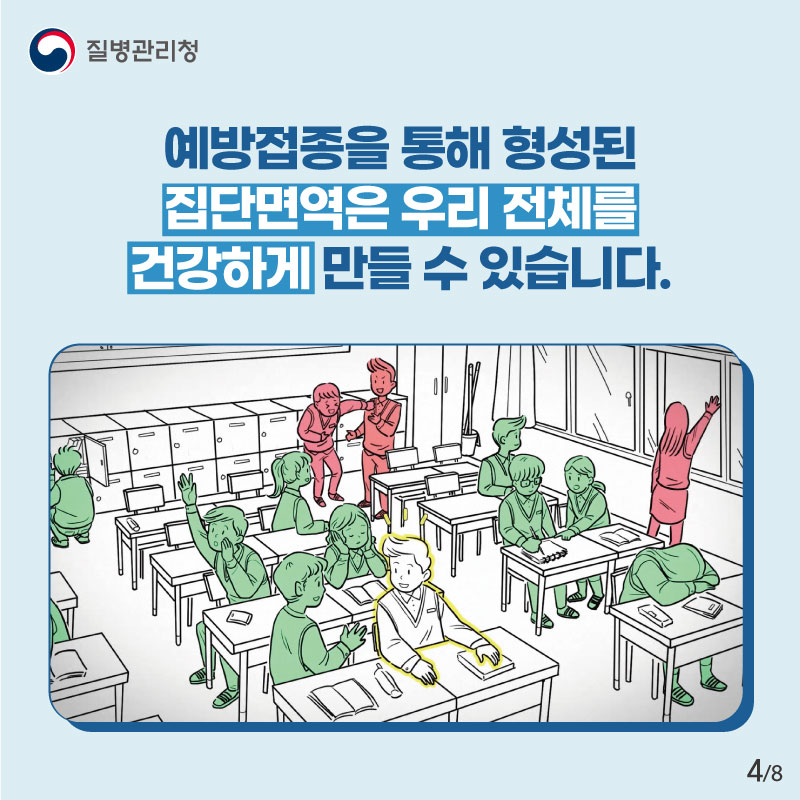 질병관리청
예방접종을 통해 형성된
집단면역은 우리 전체를
건강하게 만들 수 있습니다.
4/8